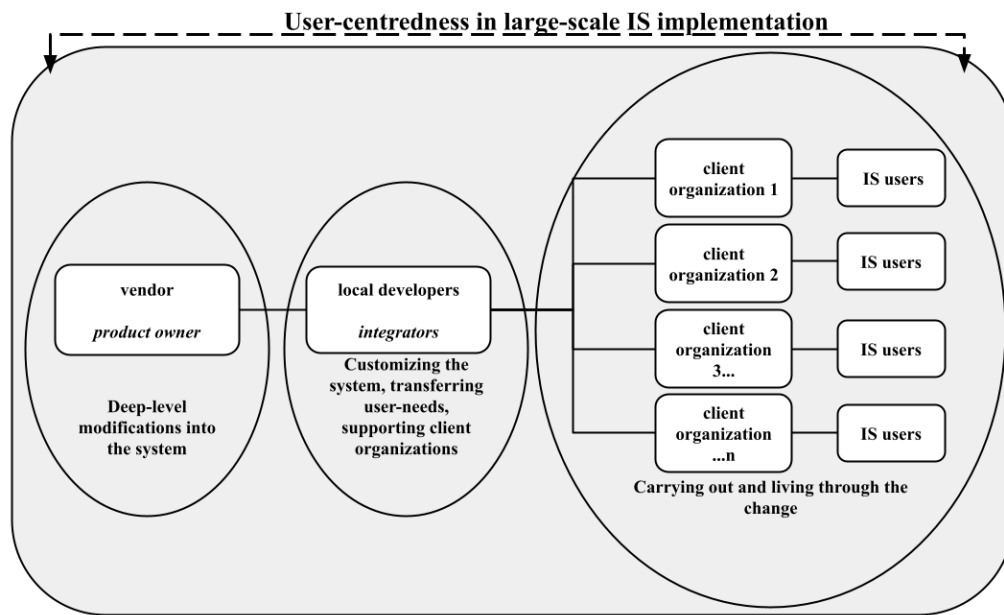 User-centredness in large-scale IS implementation
vendor
product owner
Deep-level
modifications into
the system
local developers
integrators
Customizing the
system, transferring
user-needs,
supporting client
organizations
client
organization 1
IS users
client
organization 2
IS users
client
organization
3...
IS users
client
organization
...n
IS users
Carrying out and living through the
change